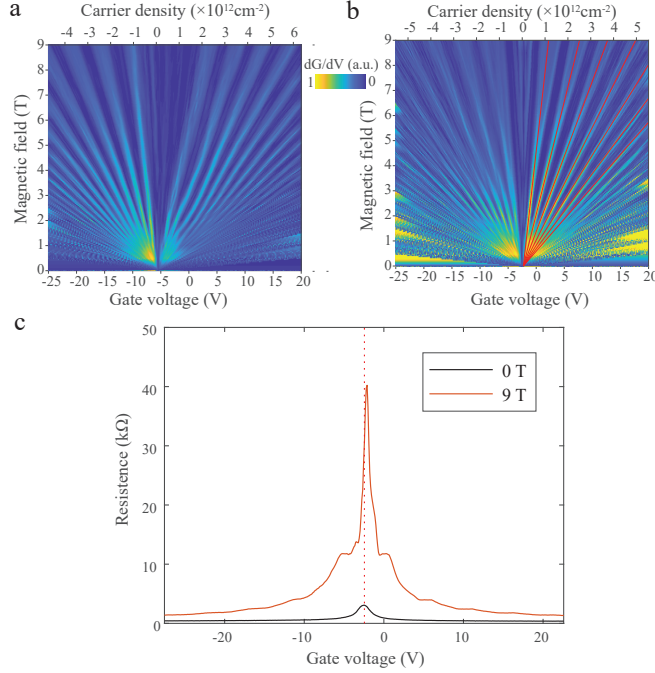 a
Carrier density (×10¹²cm⁻²)
-4 -3 -2 -1 0 1 2 3 4 5 6
9
8
7
6
5
4
3
2
1
0
Magnetic field (T)
-25 -20 -15 -10 -5 0 5 10 15 20
Gate voltage (V)
dG/dV (a.u.)
1 0
b
Carrier density (×10¹²cm⁻²)
-5 -4 -3 -2 -1 0 1 2 3 4 5
9
8
7
6
5
4
3
2
1
0
Magnetic field (T)
-25 -20 -15 -10 -5 0 5 10 15 20
Gate voltage (V)
c
50
40
30
20
10
0
Resistence (kΩ)
0 T
9 T
-20 -10 0 10 20
Gate voltage (V)